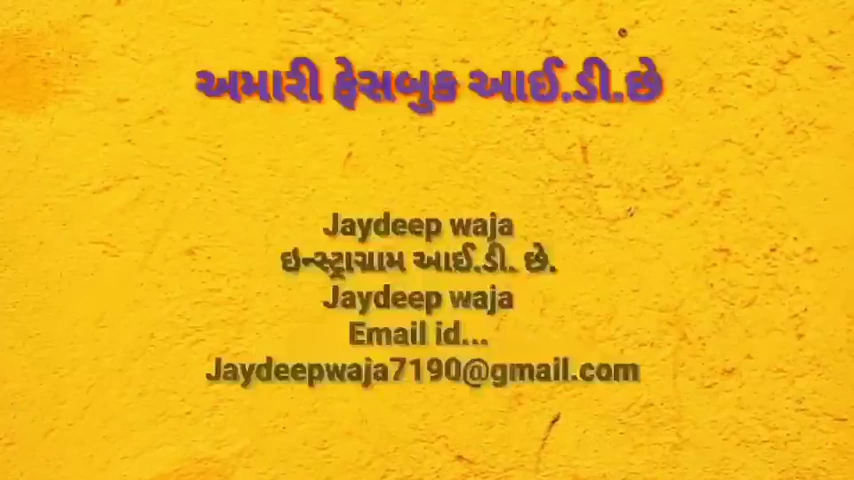 અમારી ફેસબુક આઈ.ડી.છે
Jaydeep waja
ઇન્સ્ટ્રાગ્રામ આઈ.ડી. છે.
Jaydeep waja
Email id...
Jaydeepwaja7190@gmail.com